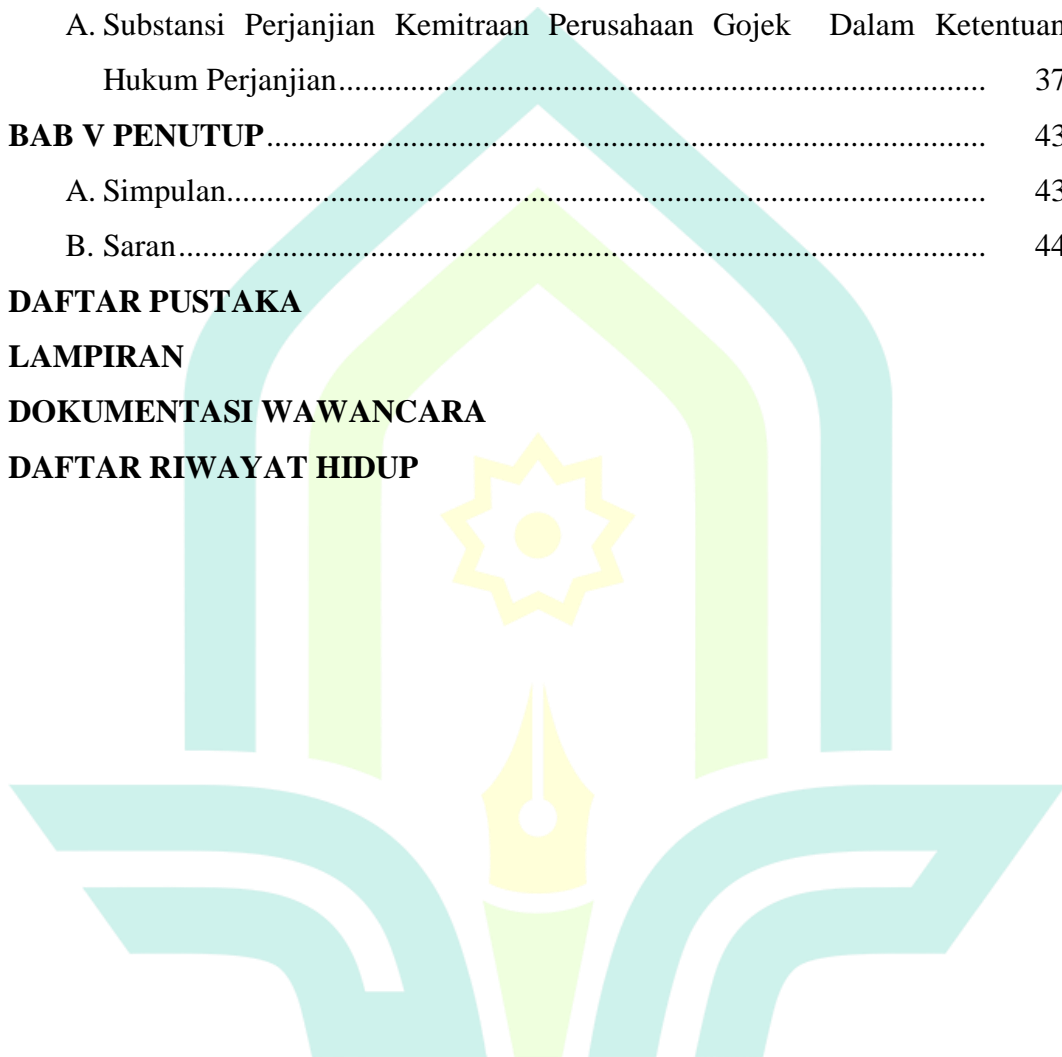 A. Substansi Perjanjian Kemitraan Perusahaan Gojek Dalam Ketentuan
Hukum Perjanjian.............................................................................. 37
BAB V PENUTUP....................................................................................... 43
A. Simpulan............................................................................................ 43
B. Saran.................................................................................................. 44
DAFTAR PUSTAKA
LAMPIRAN
DOKUMENTASI WAWANCARA
DAFTAR RIWAYAT HIDUP